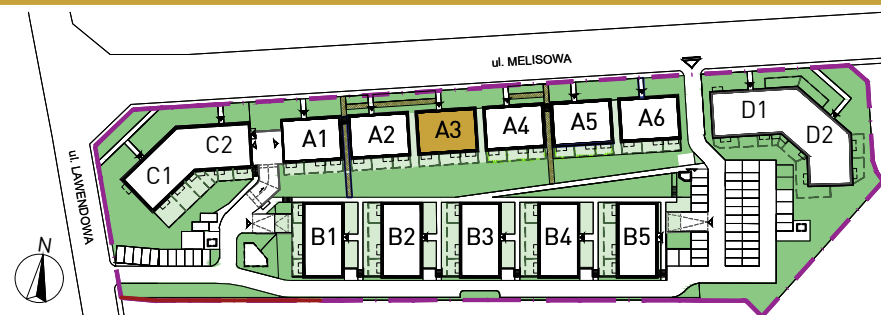 ul. MELISOWA
ul. LAWENDOWA
C1
C2
A1
A2
A3
A4
A5
A6
D1
D2
B1
B2
B3
B4
B5
N